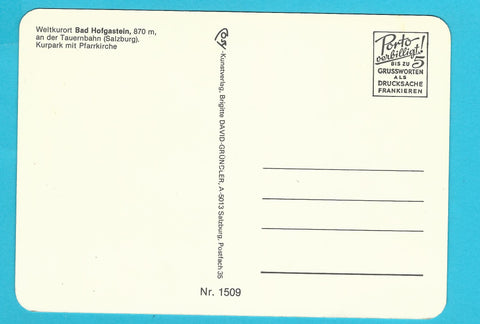 Weltkurort Bad Hofgastein, 870 m,
an der Tauernbahn (Salzburg).
Kurpark mit Pfarrkirche
-Kunstverlag, Brigitte DAVID-GRÜNDLER, A-5013 Salzburg, Postfach 35
Porto
verbilligt!
BIS ZU 5
GRUSSWORTEN
ALS
DRUCKSACHE
FRANKIEREN
Nr. 1509